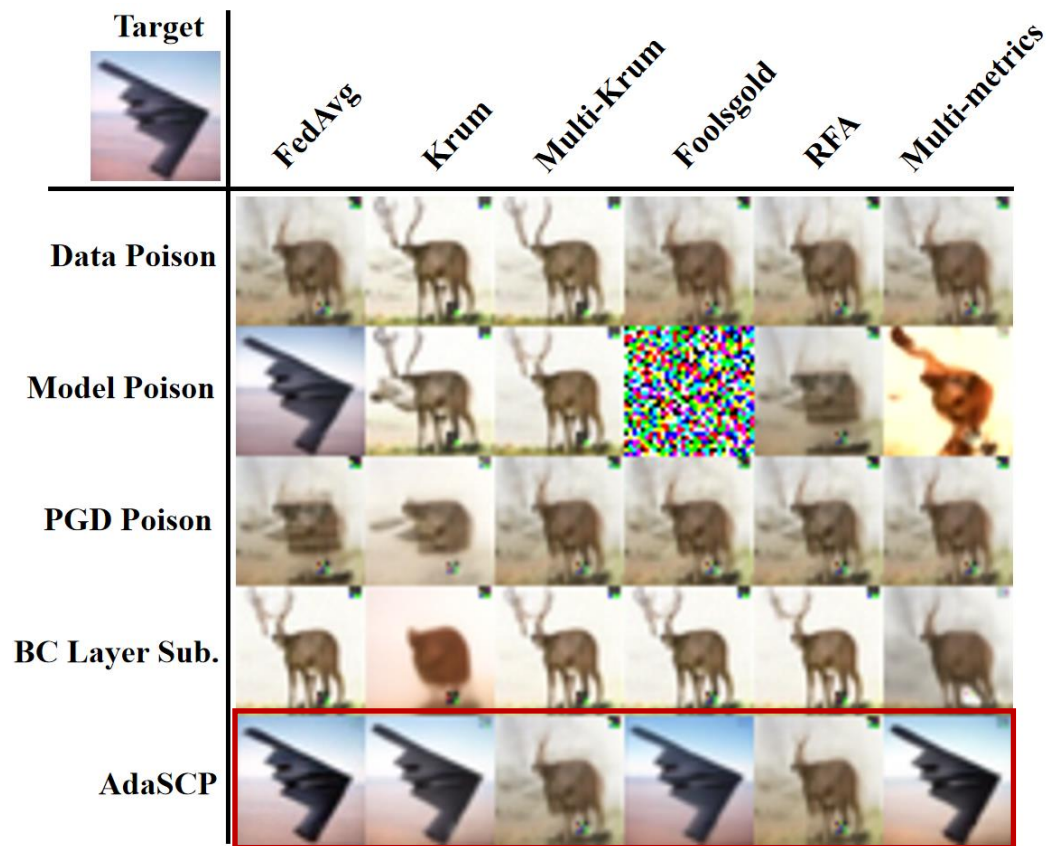 Target
FedAvg
Krum
Multi-Krum
Foolsgold
RFA
Multi-metrics
Data Poison
Model Poison
PGD Poison
BC Layer Sub.
AdaSCP